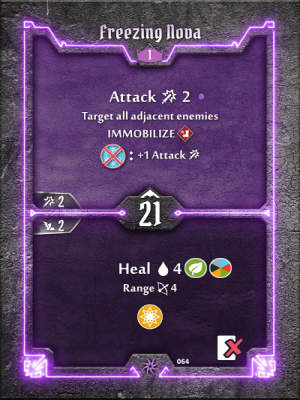 Freezing Nova
1
Attack 2
Target all adjacent enemies
IMMOBILIZE
: +1 Attack
2
21
2
Heal 4
Range 4
064